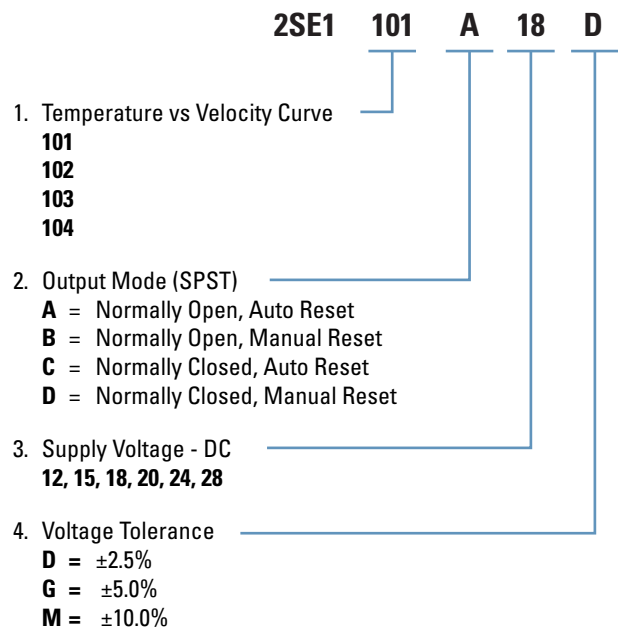 2SE1 101 A 18 D
1. Temperature vs Velocity Curve
101
102
103
104
2. Output Mode (SPST)
A = Normally Open, Auto Reset
B = Normally Open, Manual Reset
C = Normally Closed, Auto Reset
D = Normally Closed, Manual Reset
3. Supply Voltage - DC
12, 15, 18, 20, 24, 28
4. Voltage Tolerance
D = ±2.5%
G = ±5.0%
M = ±10.0%